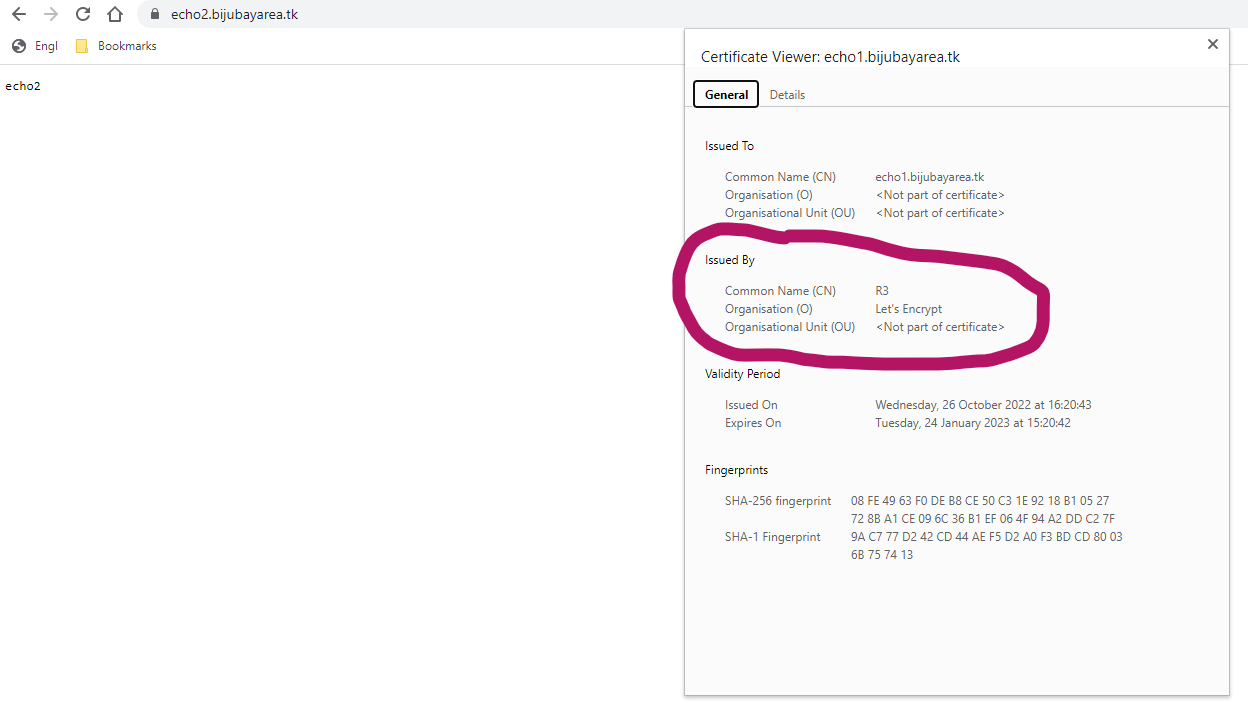 echo2.bijubayarea.tk
Engl Bookmarks
echo2
Certificate Viewer: echo1.bijubayarea.tk
General Details
Issued To
Common Name (CN) echo1.bijubayarea.tk
Organisation (O) <Not part of certificate>
Organisational Unit (OU) <Not part of certificate>
Issued By
Common Name (CN) R3
Organisation (O) Let's Encrypt
Organisational Unit (OU) <Not part of certificate>
Validity Period
Issued On Wednesday, 26 October 2022 at 16:20:43
Expires On Tuesday, 24 January 2023 at 15:20:42
Fingerprints
SHA-256 fingerprint 08 FE 49 63 F0 DE B8 CE 50 C3 1E 92 18 B1 05 27
72 8B A1 CE 09 6C 36 B1 EF 06 4F 94 A2 DD C2 7F
SHA-1 Fingerprint 9A C7 77 D2 42 CD 44 AE F5 D2 A0 F3 BD CD 80 03
6B 75 74 13